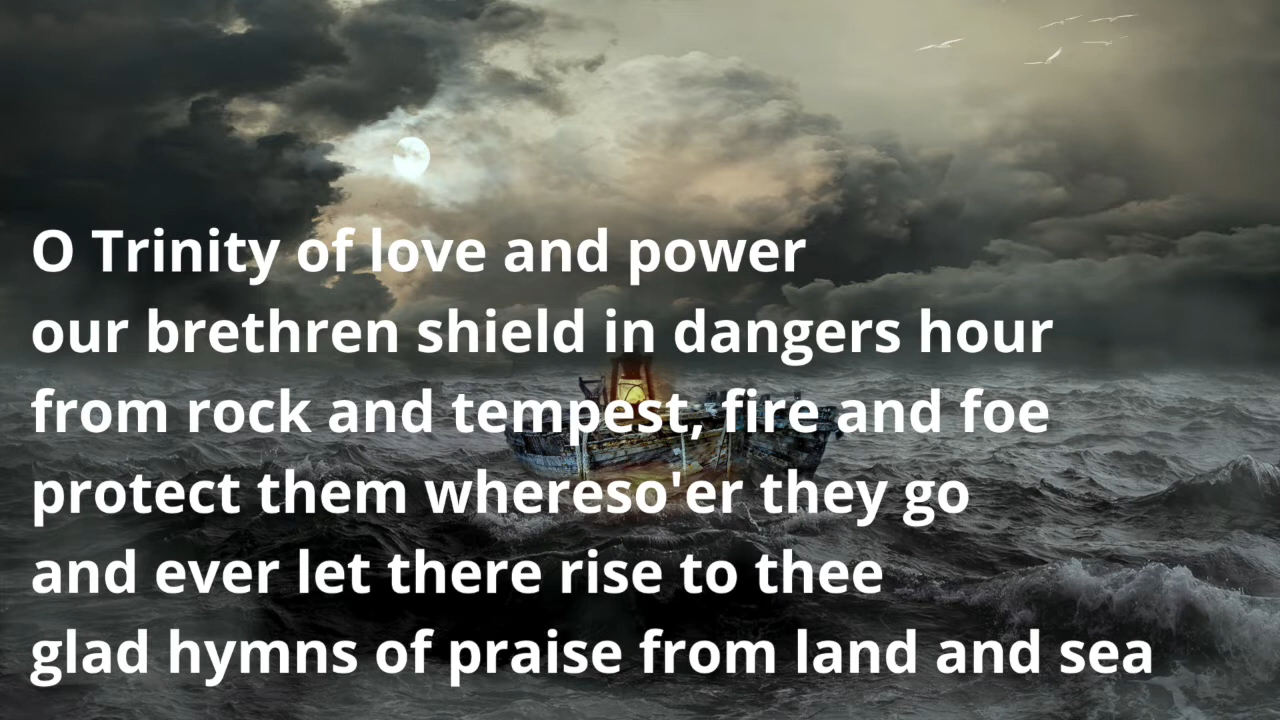 O Trinity of love and power
our brethren shield in dangers hour
from rock and tempest, fire and foe
protect them whereso'er they go
and ever let there rise to thee
glad hymns of praise from land and sea